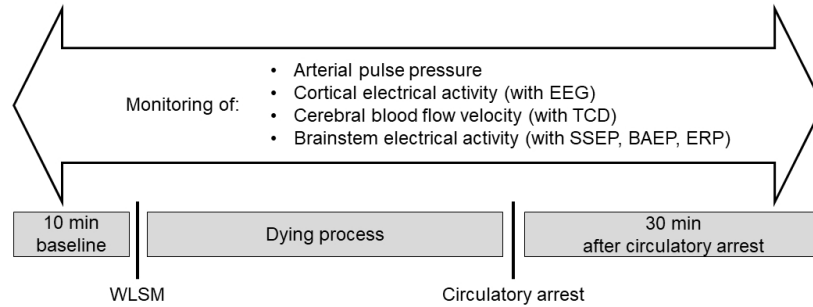 Monitoring of:
• Arterial pulse pressure
• Cortical electrical activity (with EEG)
• Cerebral blood flow velocity (with TCD)
• Brainstem electrical activity (with SSEP, BAEP, ERP)
10 min
baseline
Dying process
30 min
after circulatory arrest
WLSM
Circulatory arrest